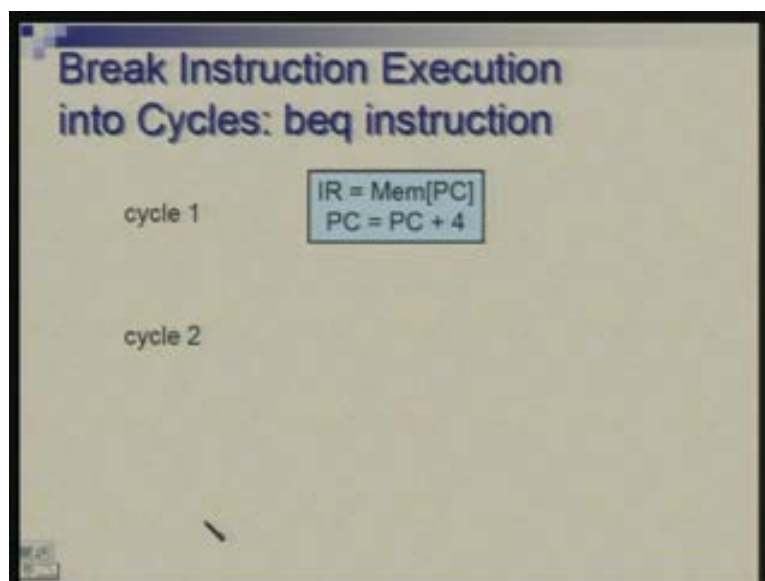 Break Instruction Execution
into Cycles: beq instruction
cycle 1
IR = Mem[PC]
PC = PC + 4
cycle 2